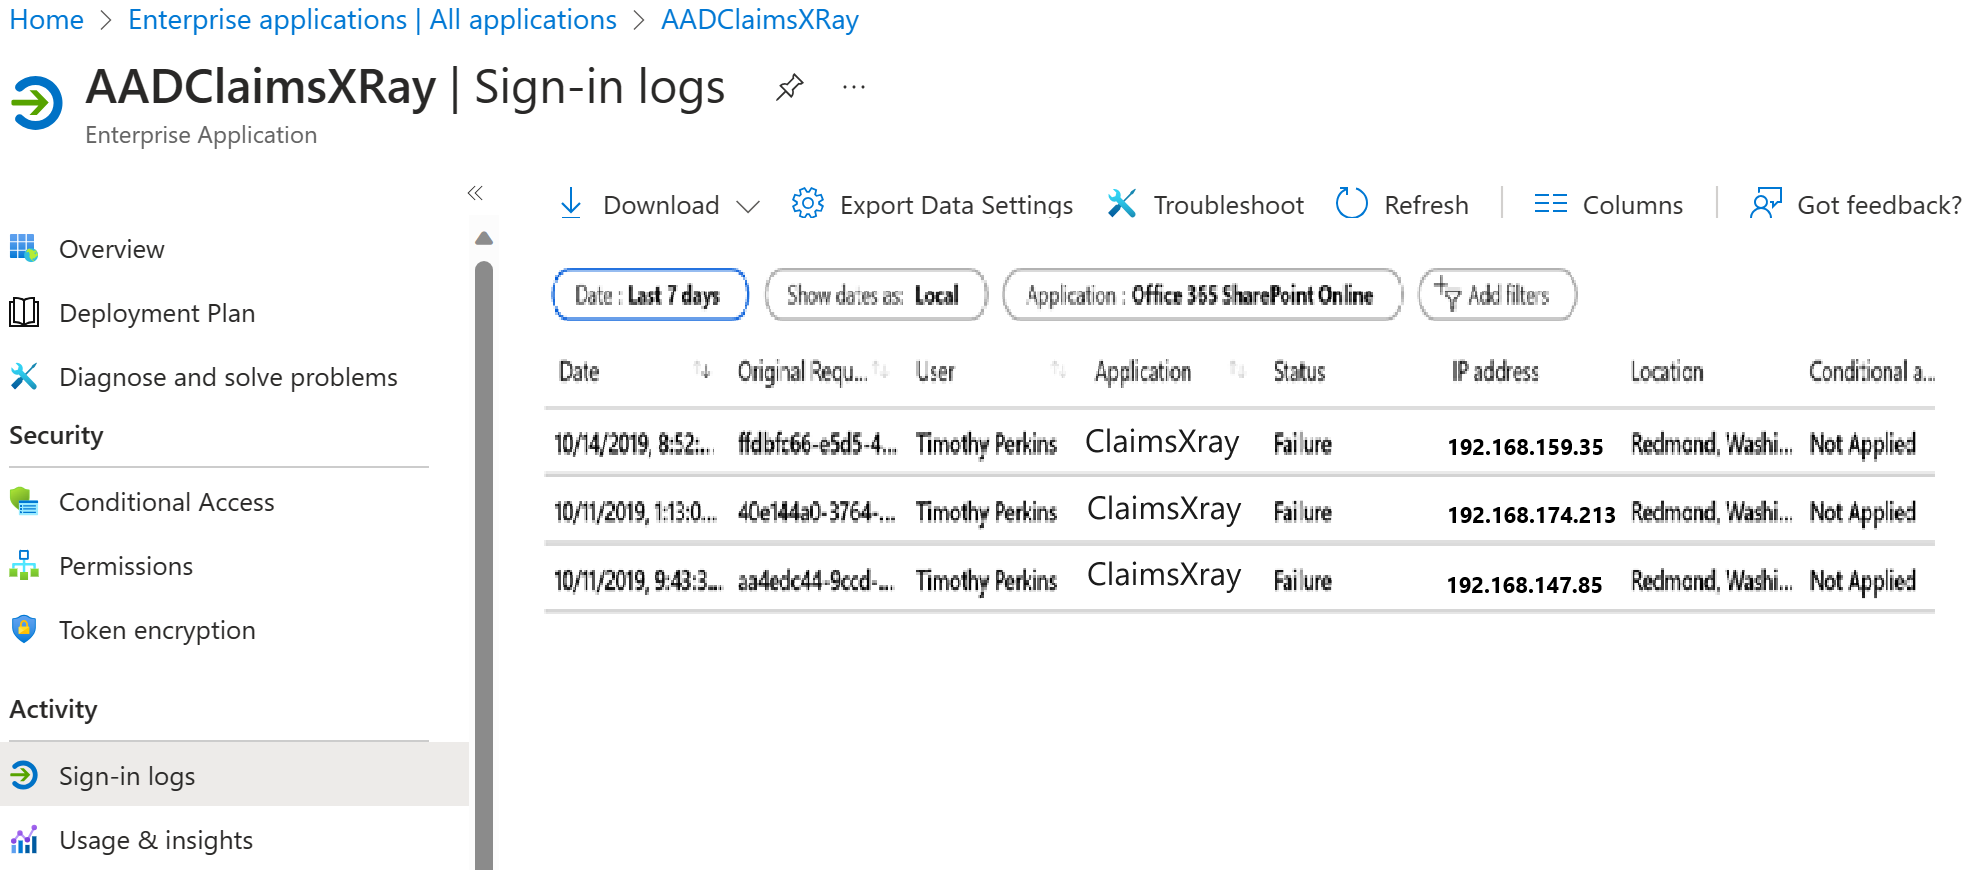 Home > Enterprise applications | All applications > AADClaimsXRay
AADClaimsXRay | Sign-in logs ...
Enterprise Application
«
Download Export Data Settings Troubleshoot Refresh Columns Got feedback?
Overview
Deployment Plan
Diagnose and solve problems
Security
Conditional Access
Permissions
Token encryption
Activity
Sign-in logs
Usage & insights
Date : Last 7 days Show dates as: Local Application : Office 365 SharePoint Online Add filters
Date Original Requ... User Application Status IP address Location Conditional a...
10/14/2019, 8:52:... ffdbfc66-e5d5-4... Timothy Perkins ClaimsXray Failure 192.168.159.35 Redmond, Washi... Not Applied
10/11/2019, 1:13:0... 40e144a0-3764-... Timothy Perkins ClaimsXray Failure 192.168.174.213 Redmond, Washi... Not Applied
10/11/2019, 9:43:3... aa4edc44-9ccd-... Timothy Perkins ClaimsXray Failure 192.168.147.85 Redmond, Washi... Not Applied